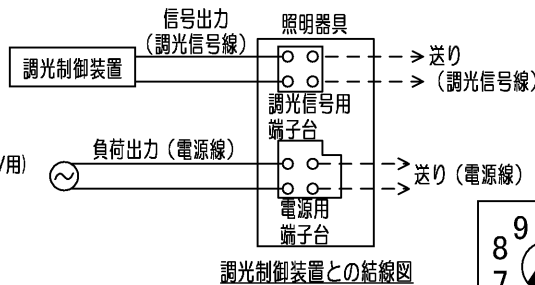 信号出力
（調光信号線）
照明器具
調光制御装置
送り
（調光信号線）
調光信号用
端子台
/用)
負荷出力（電源線）
送り（電源線）
電源用
端子台
調光制御装置との結線図
9
8
7